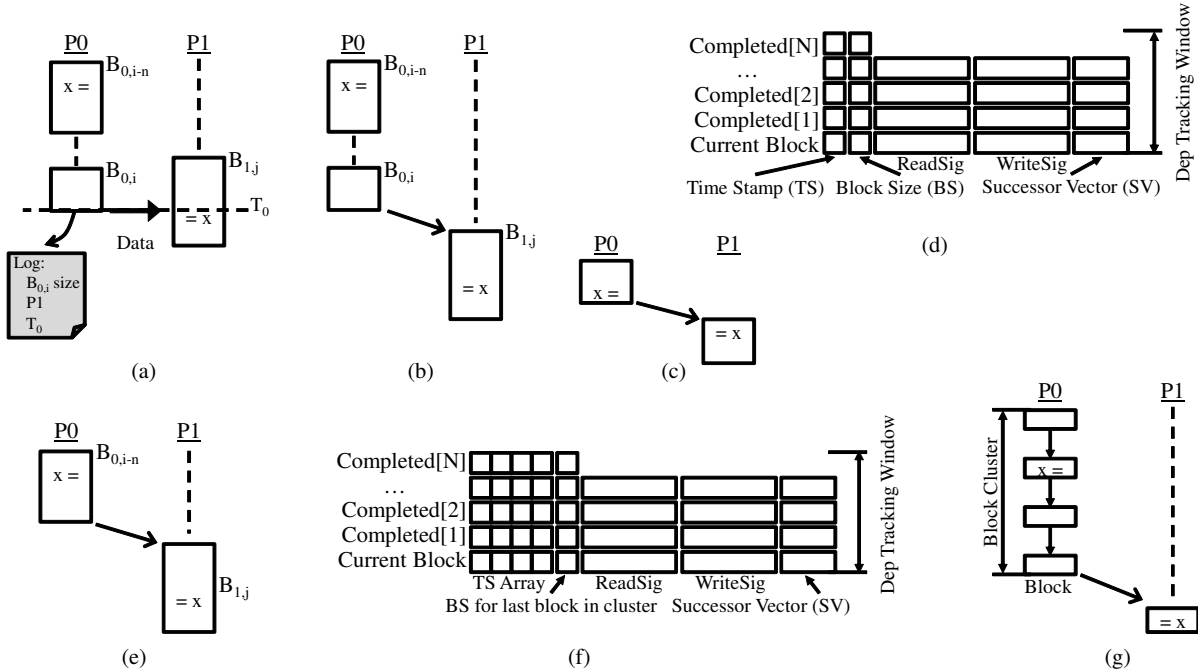 P0
P1
B0,i-n
x =
B0,i
B1,j
T0
= x
Data
Log:
B0,i size
P1
T0
(a)
P0
P1
B0,i-n
x =
B0,i
B1,j
= x
(b)
P0
P1
x =
= x
(c)
Completed[N]
...
Completed[2]
Completed[1]
Current Block
ReadSig
WriteSig
Time Stamp (TS)
Block Size (BS)
Successor Vector (SV)
Dep Tracking Window
(d)
P0
P1
B0,i-n
x =
B1,j
= x
(e)
Completed[N]
...
Completed[2]
Completed[1]
Current Block
TS Array
ReadSig
WriteSig
BS for last block in cluster
Successor Vector (SV)
Dep Tracking Window
(f)
P0
P1
Block Cluster
x =
Block
= x
(g)